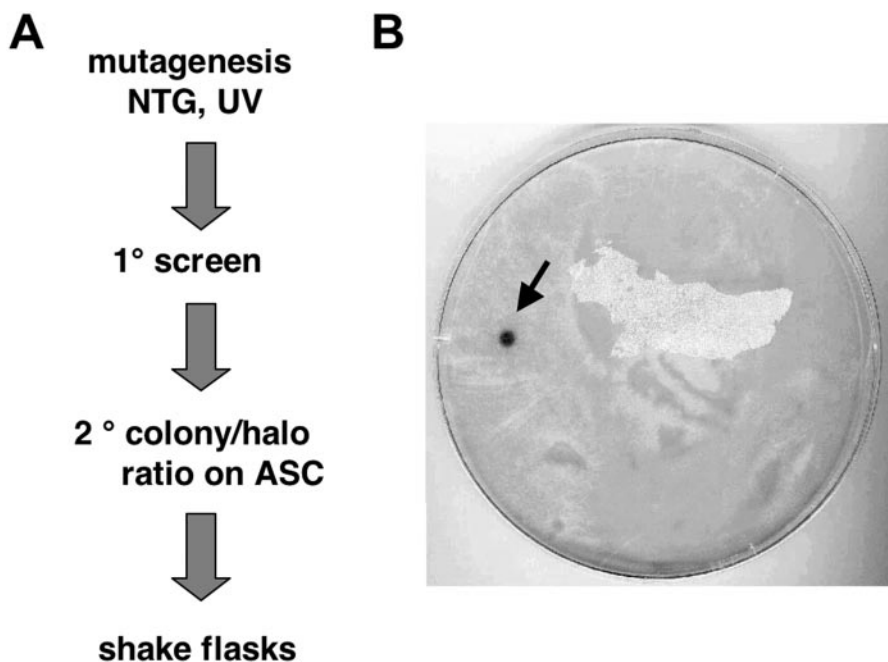 A
mutagenesis
NTG, UV
1° screen
2 ° colony/halo
ratio on ASC
shake flasks
B